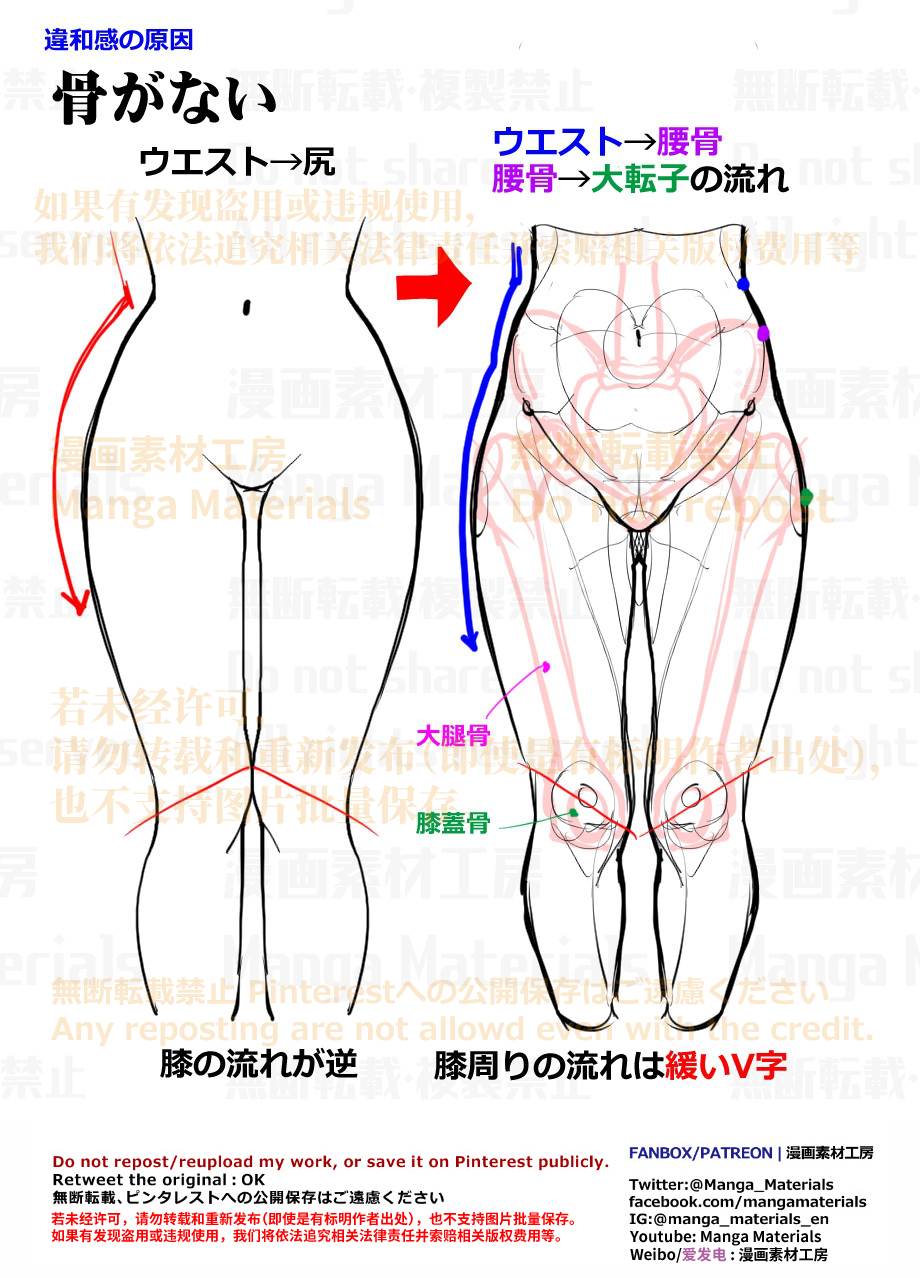 違和感の原因
骨がない
ウエスト→尻
ウエスト→腰骨
腰骨→大転子の流れ
無断転載·複製禁止
Do not share
如果有发现盗用或违规使用，
我们将依法追究相关法律责任并索赔相关版权费用等
漫画素材工房
Manga Materials
無断転載禁止
Do not repost
大腿骨
膝蓋骨
若未经许可，
请勿转载和重新发布（即使是有标明作者出处），
也不支持图片批量保存
無断転載禁止 Pinterestへの公開保存はご遠慮ください
Any reposting are not allowd even with the credit.
膝の流れが逆
膝周りの流れは緩いV字
Do not repost/reupload my work, or save it on Pinterest publicly.
Retweet the original : OK
無断転載、ピンタレストへの公開保存はご遠慮ください
若未经许可，请勿转载和重新发布（即使是有标明作者出处），也不支持图片批量保存。
如果有发现盗用或违规使用，我们将依法追究相关法律责任并索赔相关版权费用等。
FANBOX/PATREON | 漫画素材工房
Twitter:@Manga_Materials
facebook.com/mangamaterials
IG:@manga_materials_en
Youtube: Manga Materials
Weibo/爱发电 : 漫画素材工房